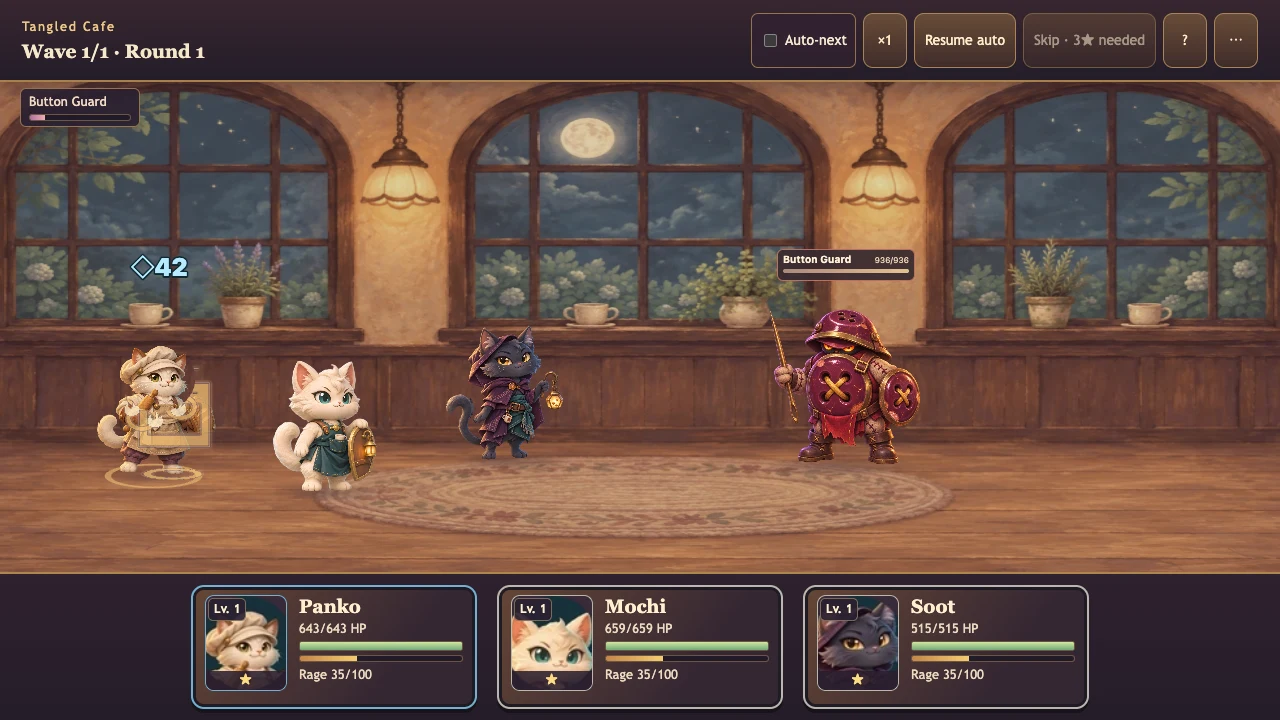 Tangled Cafe
Wave 1/1 · Round 1
Auto-next
×1
Resume auto
Skip · 3★ needed
?
···
Button Guard
42
Button Guard 936/936
Lv. 1
Panko
643/643 HP
Rage 35/100
Lv. 1
Mochi
659/659 HP
Rage 35/100
Lv. 1
Soot
515/515 HP
Rage 35/100